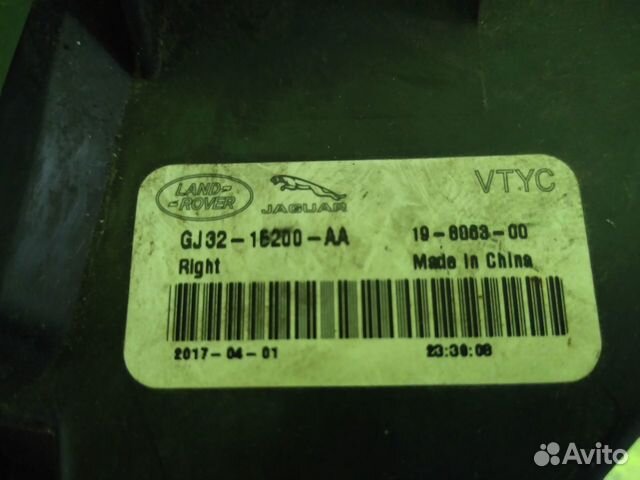 LAND-
-ROVER
JAGUAR
VTYC
GJ32-15200-AA
19-6063-00
Right
Made in China
2017-04-01
23:39:08
Avito